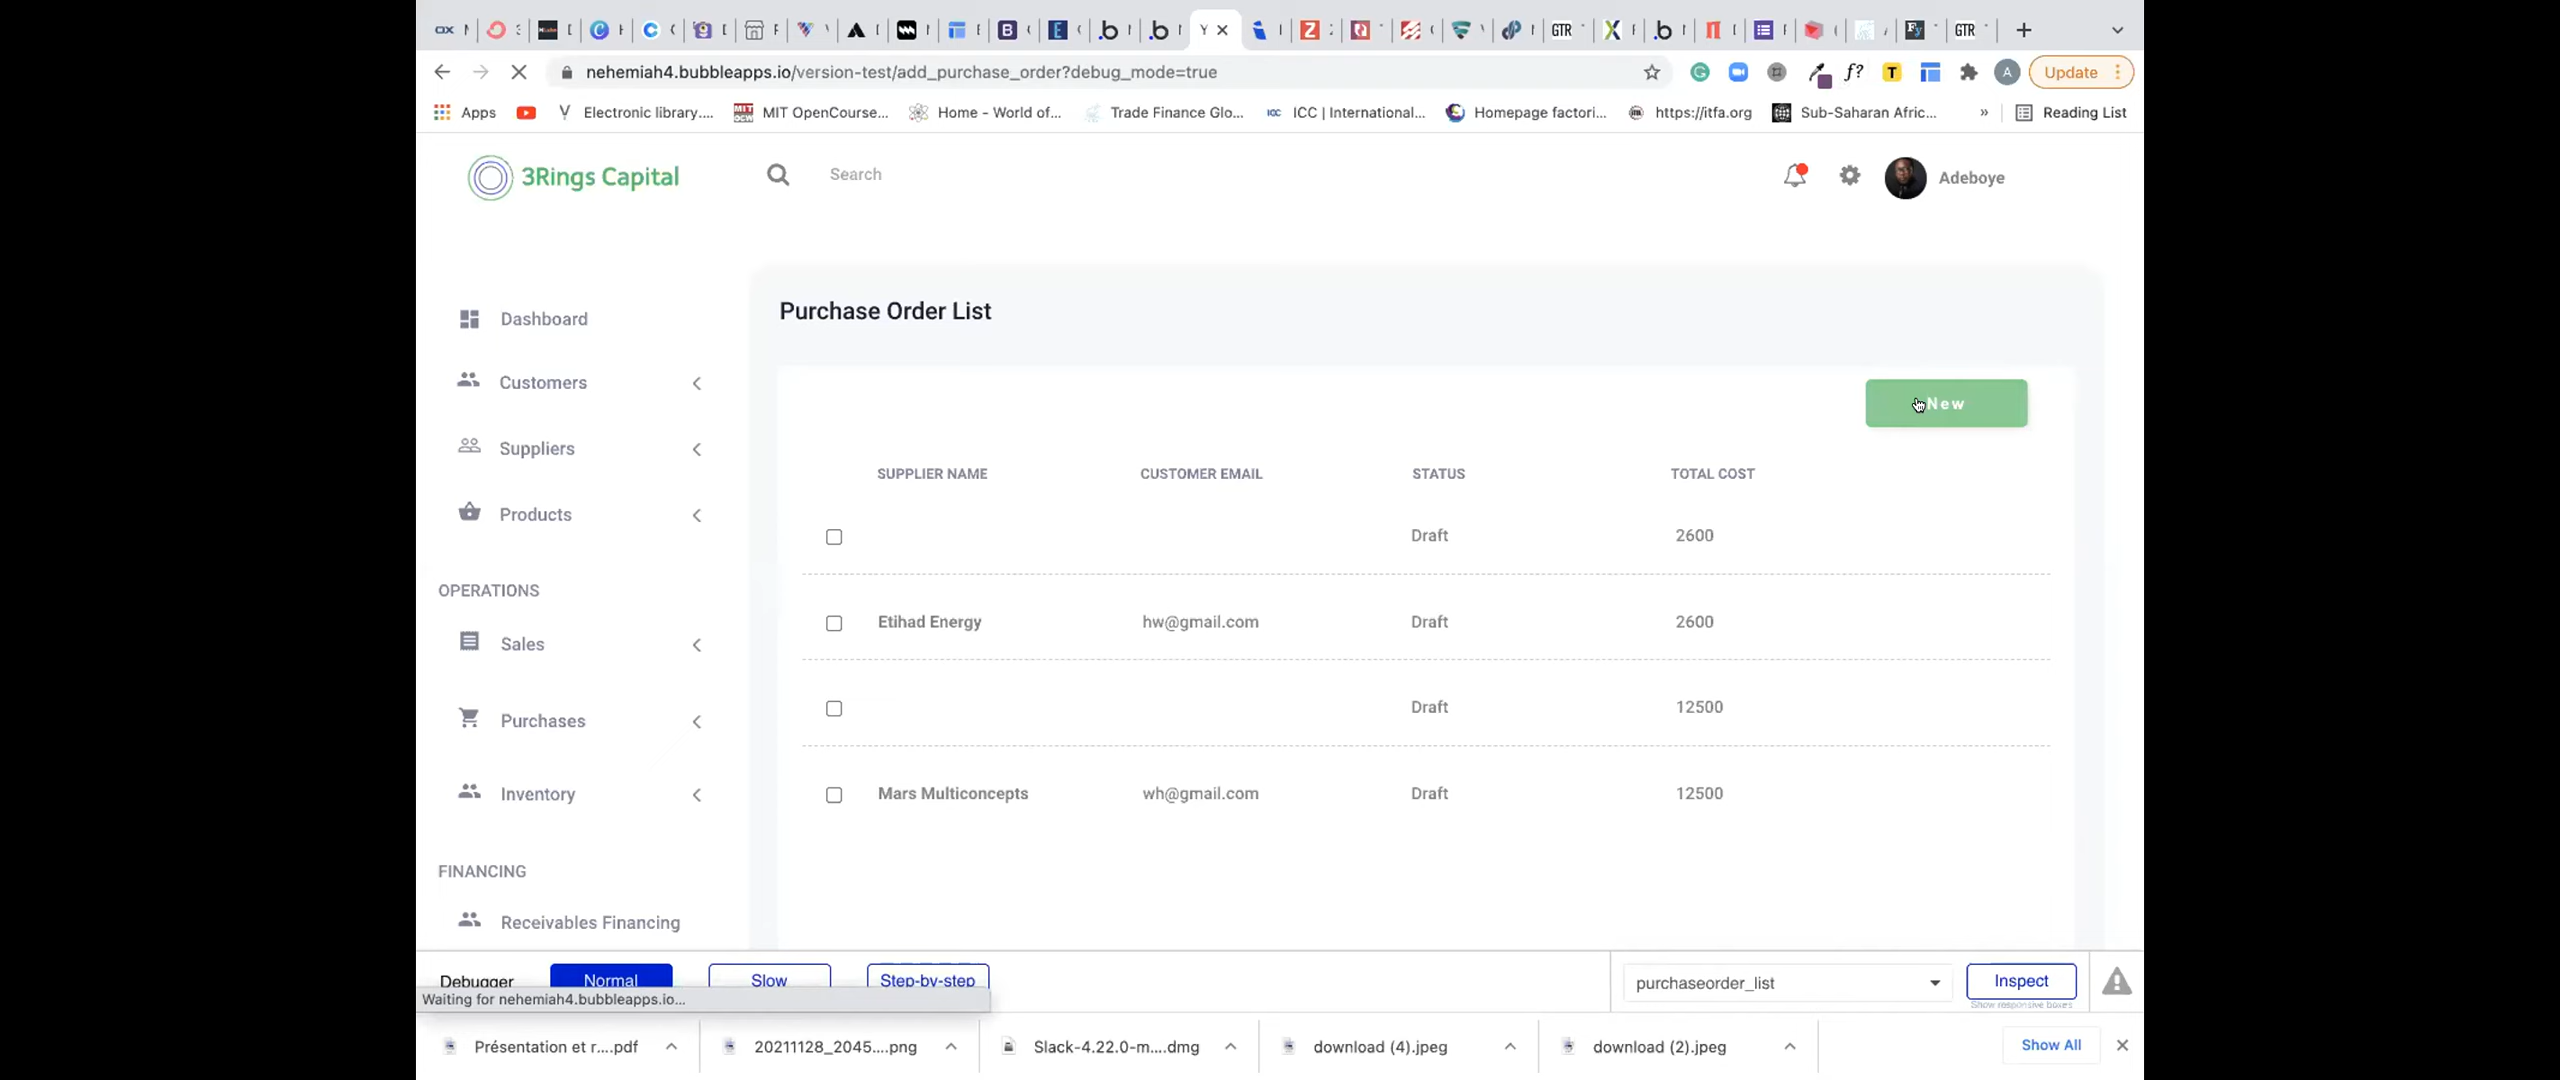 nehemiah4.bubbleapps.io/version-test/add_purchase_order?debug_mode=true
Update
Apps
Electronic library....
MIT OpenCourse...
Home - World of...
Trade Finance Glo...
ICC | International...
Homepage factori...
https://itfa.org
Sub-Saharan Afric...
»
Reading List
3Rings Capital
Search
Adeboye
Dashboard
Customers
Suppliers
Products
OPERATIONS
Sales
Purchases
Inventory
FINANCING
Receivables Financing
Purchase Order List
New
SUPPLIER NAME CUSTOMER EMAIL STATUS TOTAL COST
Draft 2600
Etihad Energy hw@gmail.com Draft 2600
Draft 12500
Mars Multiconcepts wh@gmail.com Draft 12500
Debugger Normal Slow Step-by-step
purchaseorder_list
Inspect
Show responsive boxes
Waiting for nehemiah4.bubbleapps.io...
Présentation et r....pdf
20211128_2045....png
Slack-4.22.0-m....dmg
download (4).jpeg
download (2).jpeg
Show All